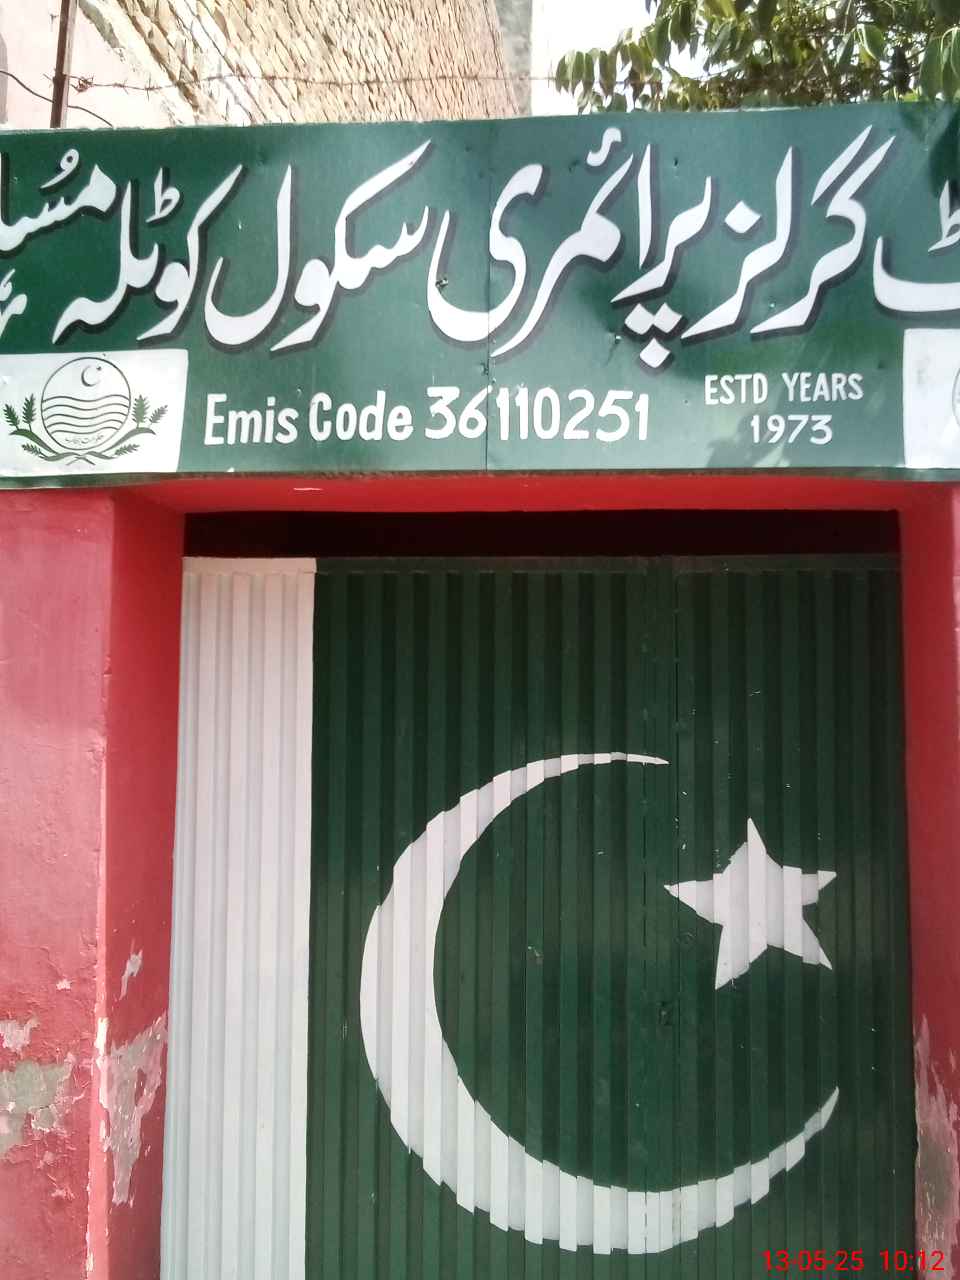 گرلز پرائمری سکول کوٹلہ
Emis Code 36110251
ESTD YEARS
1973
13-05-25 10:12